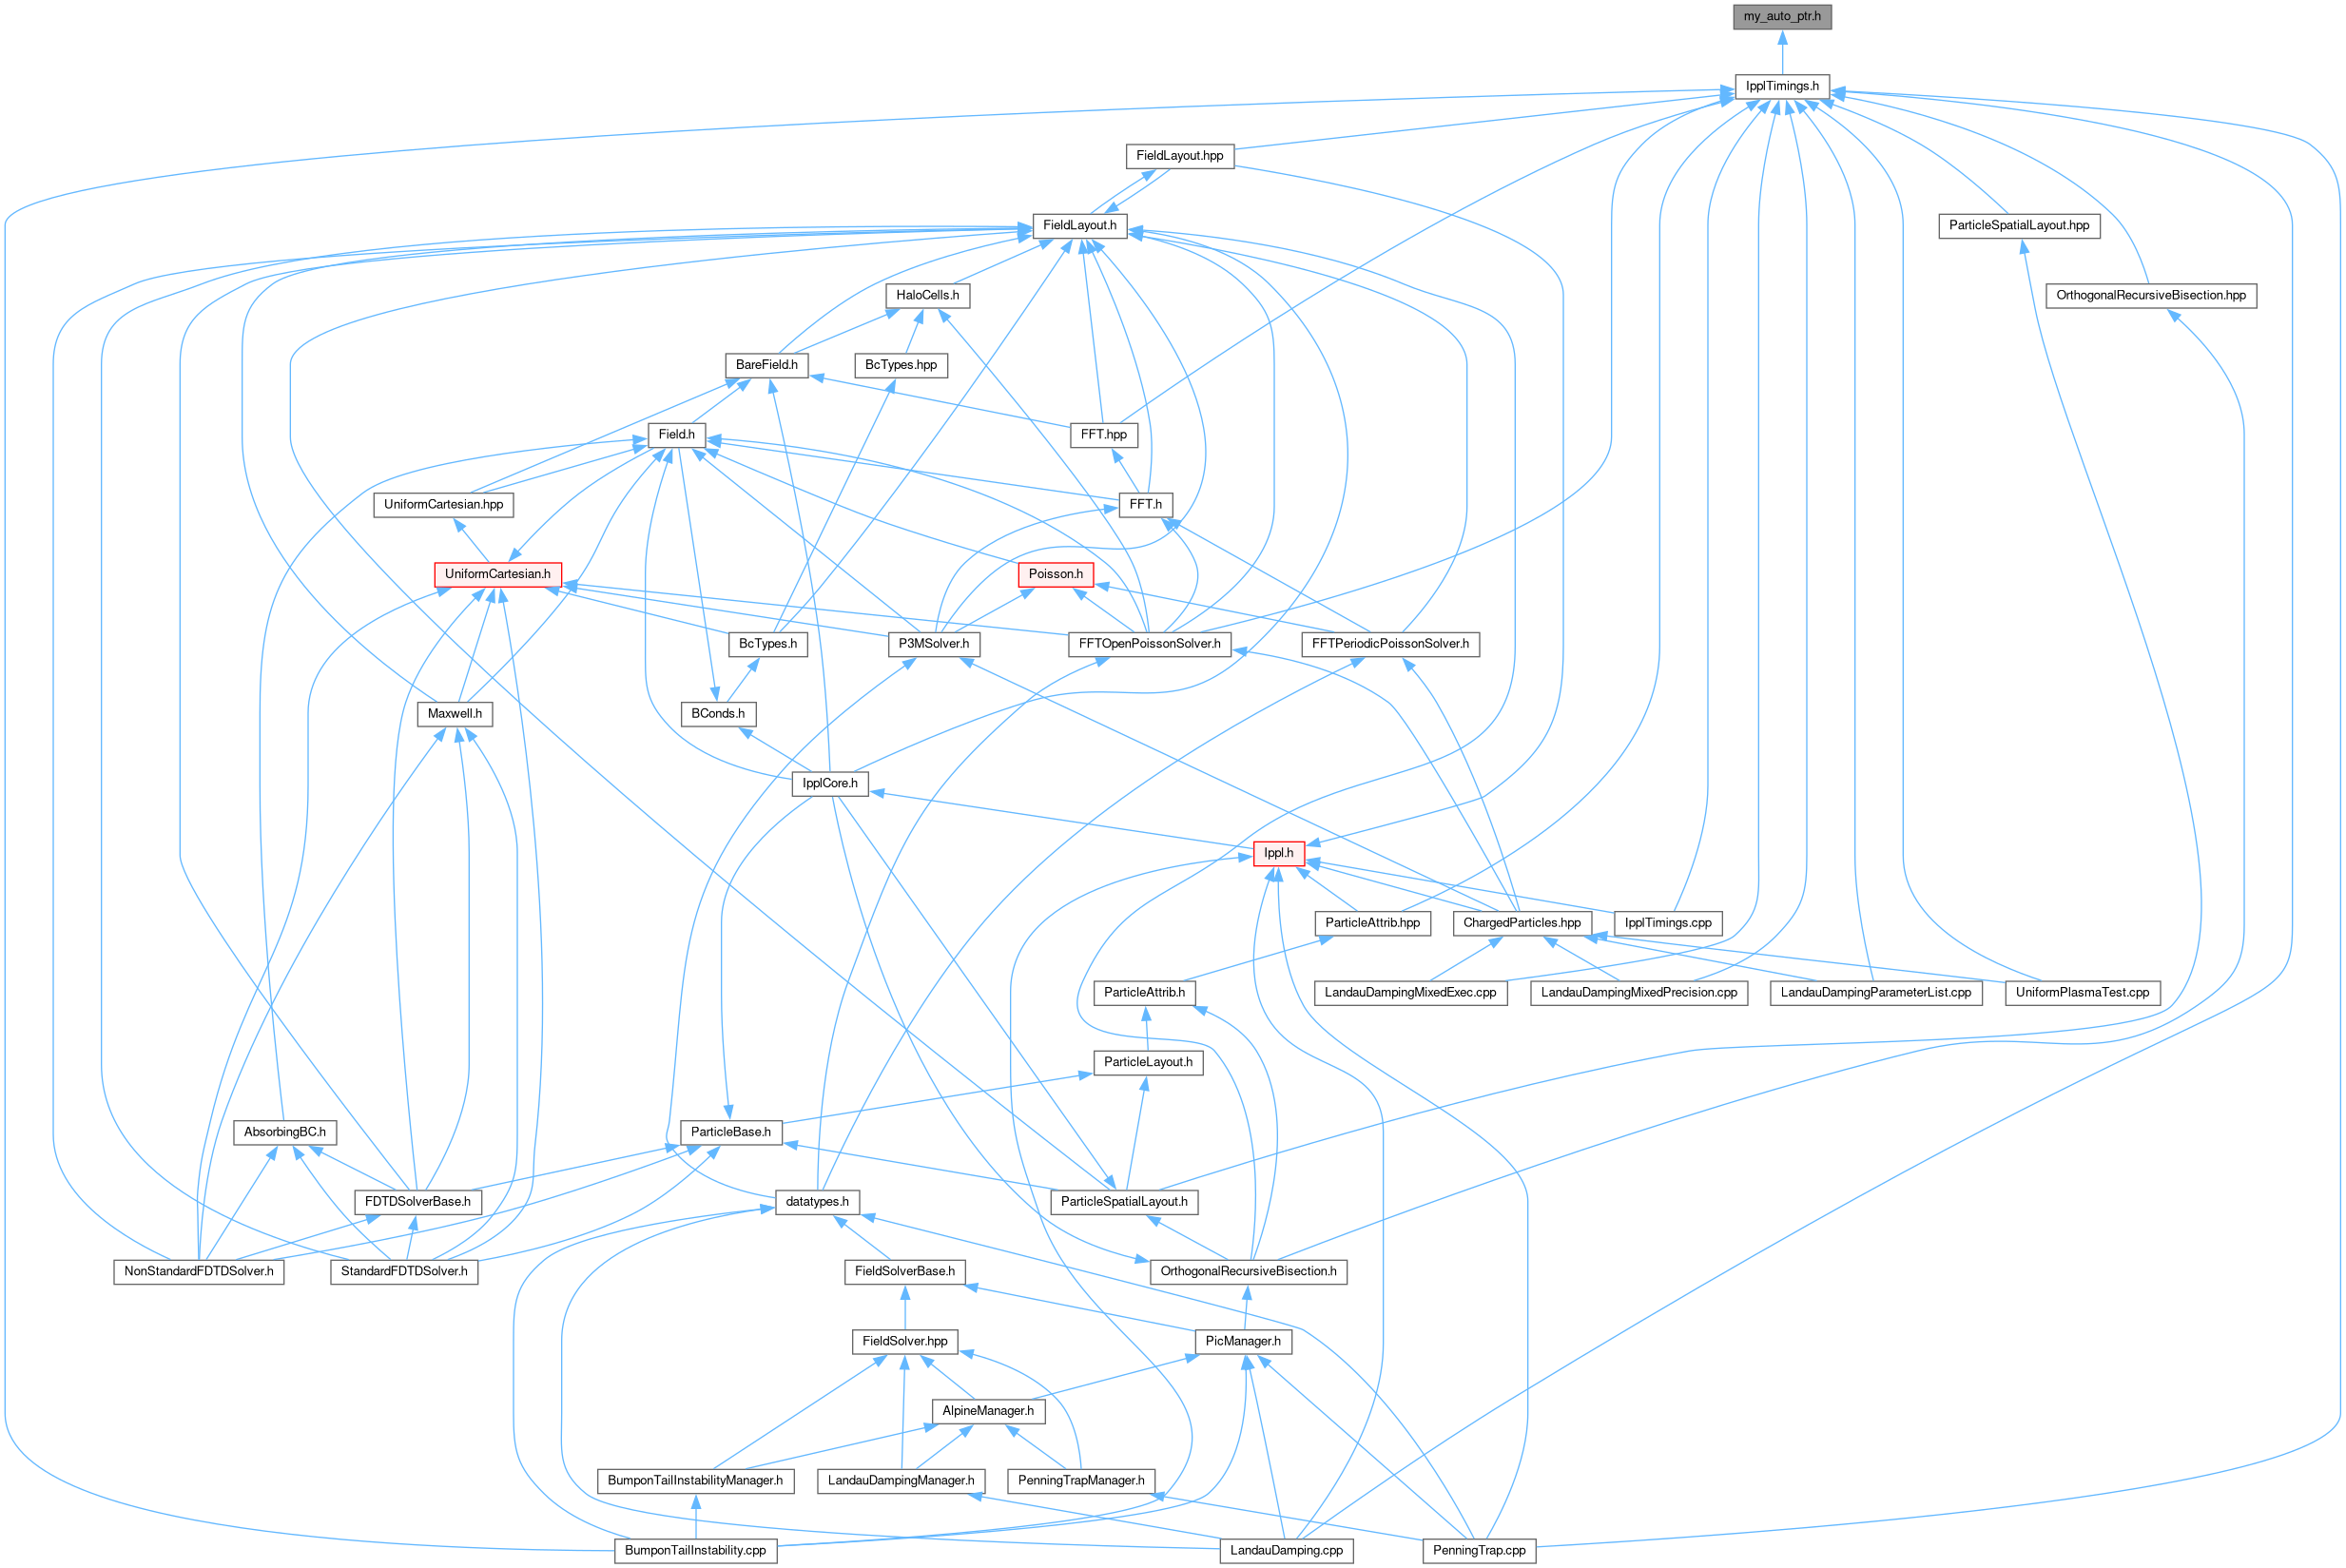 my_auto_ptr.h
IpplTimings.h
FieldLayout.hpp
FieldLayout.h
ParticleSpatialLayout.hpp
HaloCells.h
OrthogonalRecursiveBisection.hpp
BareField.h
BcTypes.hpp
Field.h
FFT.hpp
UniformCartesian.hpp
FFT.h
UniformCartesian.h
Poisson.h
BcTypes.h
P3MSolver.h
FFTOpenPoissonSolver.h
FFTPeriodicPoissonSolver.h
Maxwell.h
BConds.h
IpplCore.h
Ippl.h
ParticleAttrib.hpp
ChargedParticles.hpp
IpplTimings.cpp
ParticleAttrib.h
LandauDampingMixedExec.cpp
LandauDampingMixedPrecision.cpp
LandauDampingParameterList.cpp
UniformPlasmaTest.cpp
ParticleLayout.h
AbsorbingBC.h
ParticleBase.h
FDTDSolverBase.h
datatypes.h
ParticleSpatialLayout.h
NonStandardFDTDSolver.h
StandardFDTDSolver.h
FieldSolverBase.h
OrthogonalRecursiveBisection.h
FieldSolver.hpp
PicManager.h
AlpineManager.h
BumponTailInstabilityManager.h
LandauDampingManager.h
PenningTrapManager.h
BumponTailInstability.cpp
LandauDamping.cpp
PenningTrap.cpp